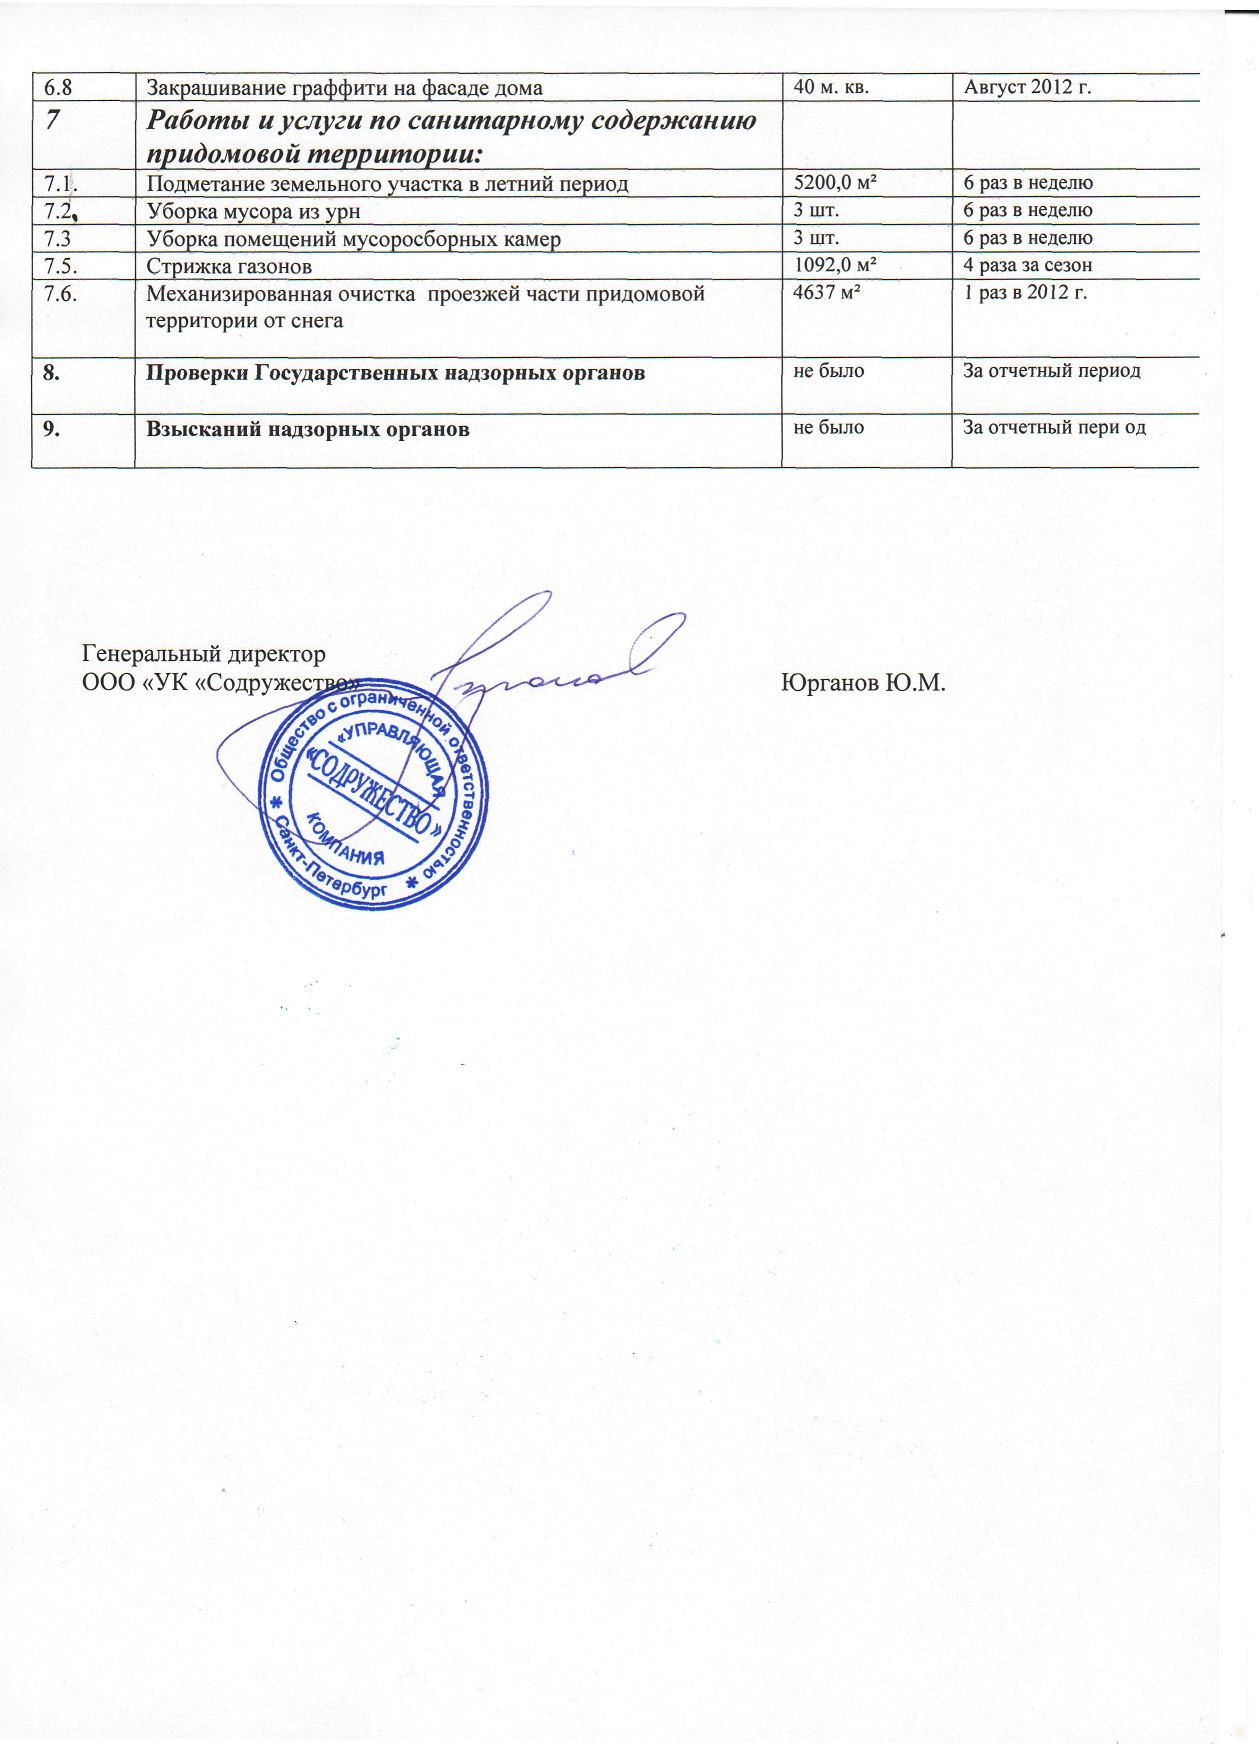 6.8 Закрашивание граффити на фасаде дома 40 м. кв. Август 2012 г.
7 Работы и услуги по санитарному содержанию
придомовой территории:
7.1. Подметание земельного участка в летний период 5200,0 м² 6 раз в неделю
7.2. Уборка мусора из урн 3 шт. 6 раз в неделю
7.3 Уборка помещений мусоросборных камер 3 шт. 6 раз в неделю
7.5. Стрижка газонов 1092,0 м² 4 раза за сезон
7.6. Механизированная очистка проезжей части придомовой 4637 м² 1 раз в 2012 г.
территории от снега
8. Проверки Государственных надзорных органов не было За отчетный период
9. Взысканий надзорных органов не было За отчетный пери од
Генеральный директор
ООО «УК «Содружество» Юрганов Ю.М.
Общество с ограниченной ответственностью
«УПРАВЛЯЮЩАЯ
«СОДРУЖЕСТВО»
КОМПАНИЯ
* Санкт-Петербург *